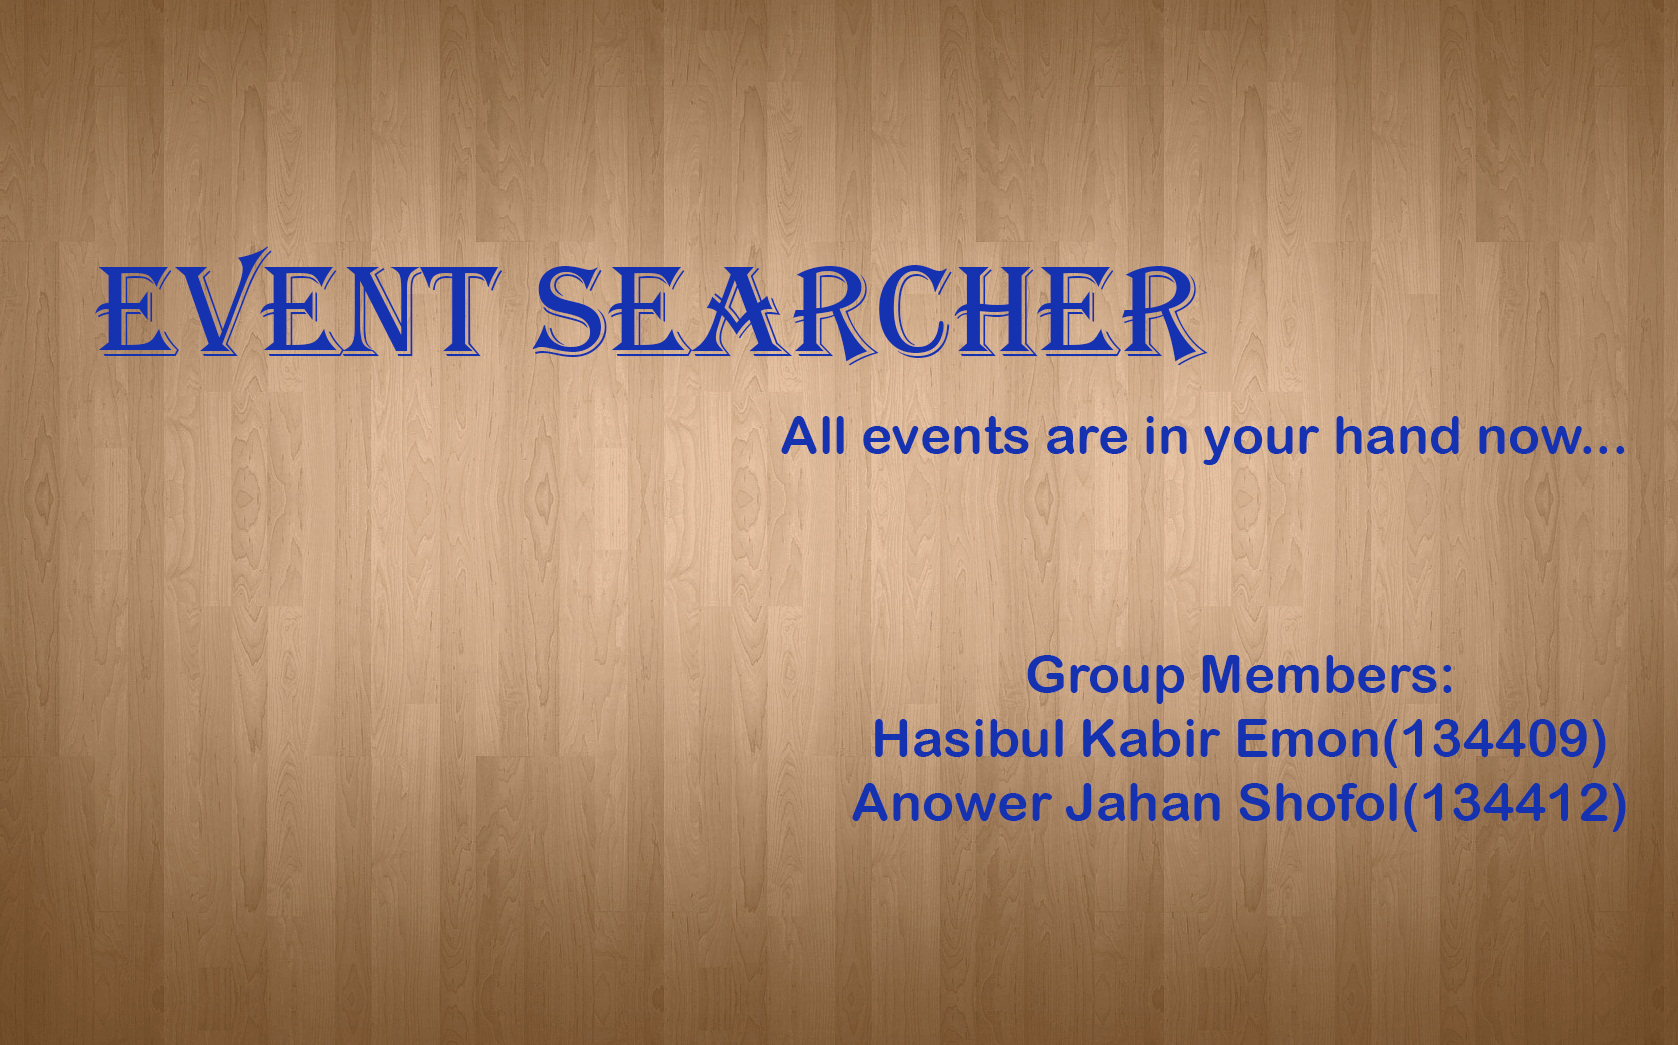 EVENT SEARCHER
All events are in your hand now...
Group Members:
Hasibul Kabir Emon(134409)
Anower Jahan Shofol(134412)